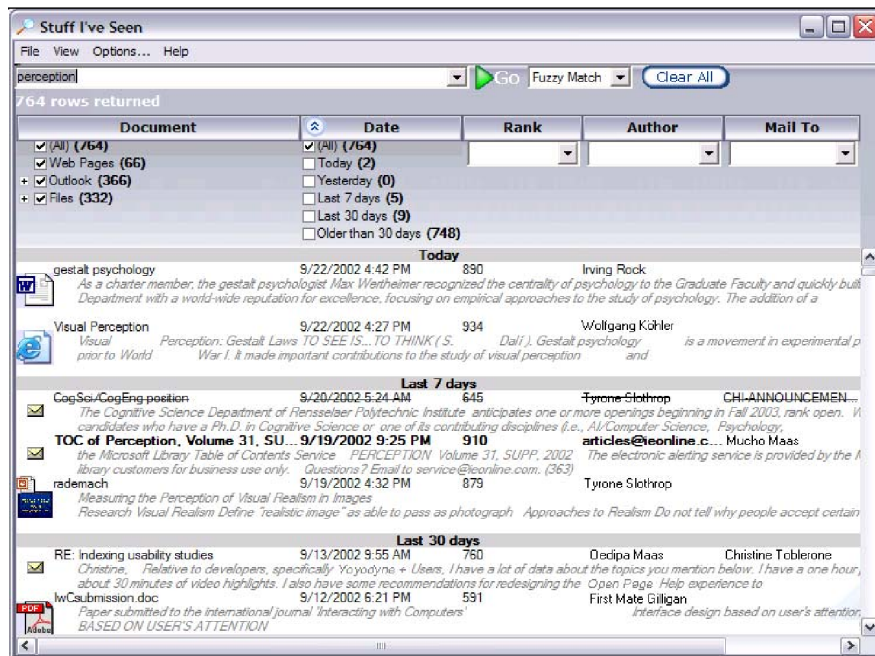 Stuff I've Seen
File View Options... Help
perception Go Fuzzy Match Clear All
764 rows returned
Document Date Rank Author Mail To
(All) (764) (All) (764)
Web Pages (66) Today (2)
Outlook (366) Yesterday (0)
Files (332) Last 7 days (5)
Last 30 days (9)
Older than 30 days (748)
Today
gestalt psychology 9/22/2002 4:42 PM 890 Irving Rock
As a charter member, the gestalt psychologist Max Wertheimer recognized the centrality of psychology to the Graduate Faculty and quickly built
Department with a world-wide reputation for excellence, focusing on empirical approaches to the study of psychology. The addition of a
Visual Perception 9/22/2002 4:27 PM 934 Wolfgang Köhler
Visual Perception: Gestalt Laws TO SEE IS...TO THINK ( S. Dalí ). Gestalt psychology is a movement in experimental p
prior to World War I. It made important contributions to the study of visual perception and
Last 7 days
CogSci/CogEng position 9/20/2002 5:24 AM 645 Tyrone Slothrop CHI-ANNOUNCEMEN...
The Cognitive Science Department of Rensselaer Polytechnic Institute anticipates one or more openings beginning in Fall 2003, rank open. W
candidates who have a Ph.D. in Cognitive Science or one of its contributing disciplines (i.e., AI/Computer Science, Psychology,
TOC of Perception, Volume 31, SU... 9/19/2002 9:25 PM 910 articles@ieonline.c... Mucho Maas
the Microsoft Library Table of Contents Service PERCEPTION Volume 31, SUPP, 2002 The electronic alerting service is provided by the M
library customers for business use only. Questions? Email to service@ieonline.com. (363)
rademach 9/19/2002 4:32 PM 879 Tyrone Slothrop
Measuring the Perception of Visual Realism in Images
Research Visual Realism Define "realistic image" as able to pass as photograph Approaches to Realism Do not tell why people accept certain
Last 30 days
RE: Indexing usability studies 9/13/2002 9:55 AM 760 Oedipa Maas Christine Toblerone
Christine, Relative to developers, specifically Yoyodyne + Users, I have a lot of data about the topics you mention below. I have a one hour
about 30 minutes of video highlights. I also have some recommendations for redesigning the Open Page Help experience to
IwCsubmission.doc 9/12/2002 6:21 PM 591 First Mate Gilligan
PDF
Adobe
Paper submitted to the international journal 'Interacting with Computers' Interface design based on user's attention
BASED ON USER'S ATTENTION